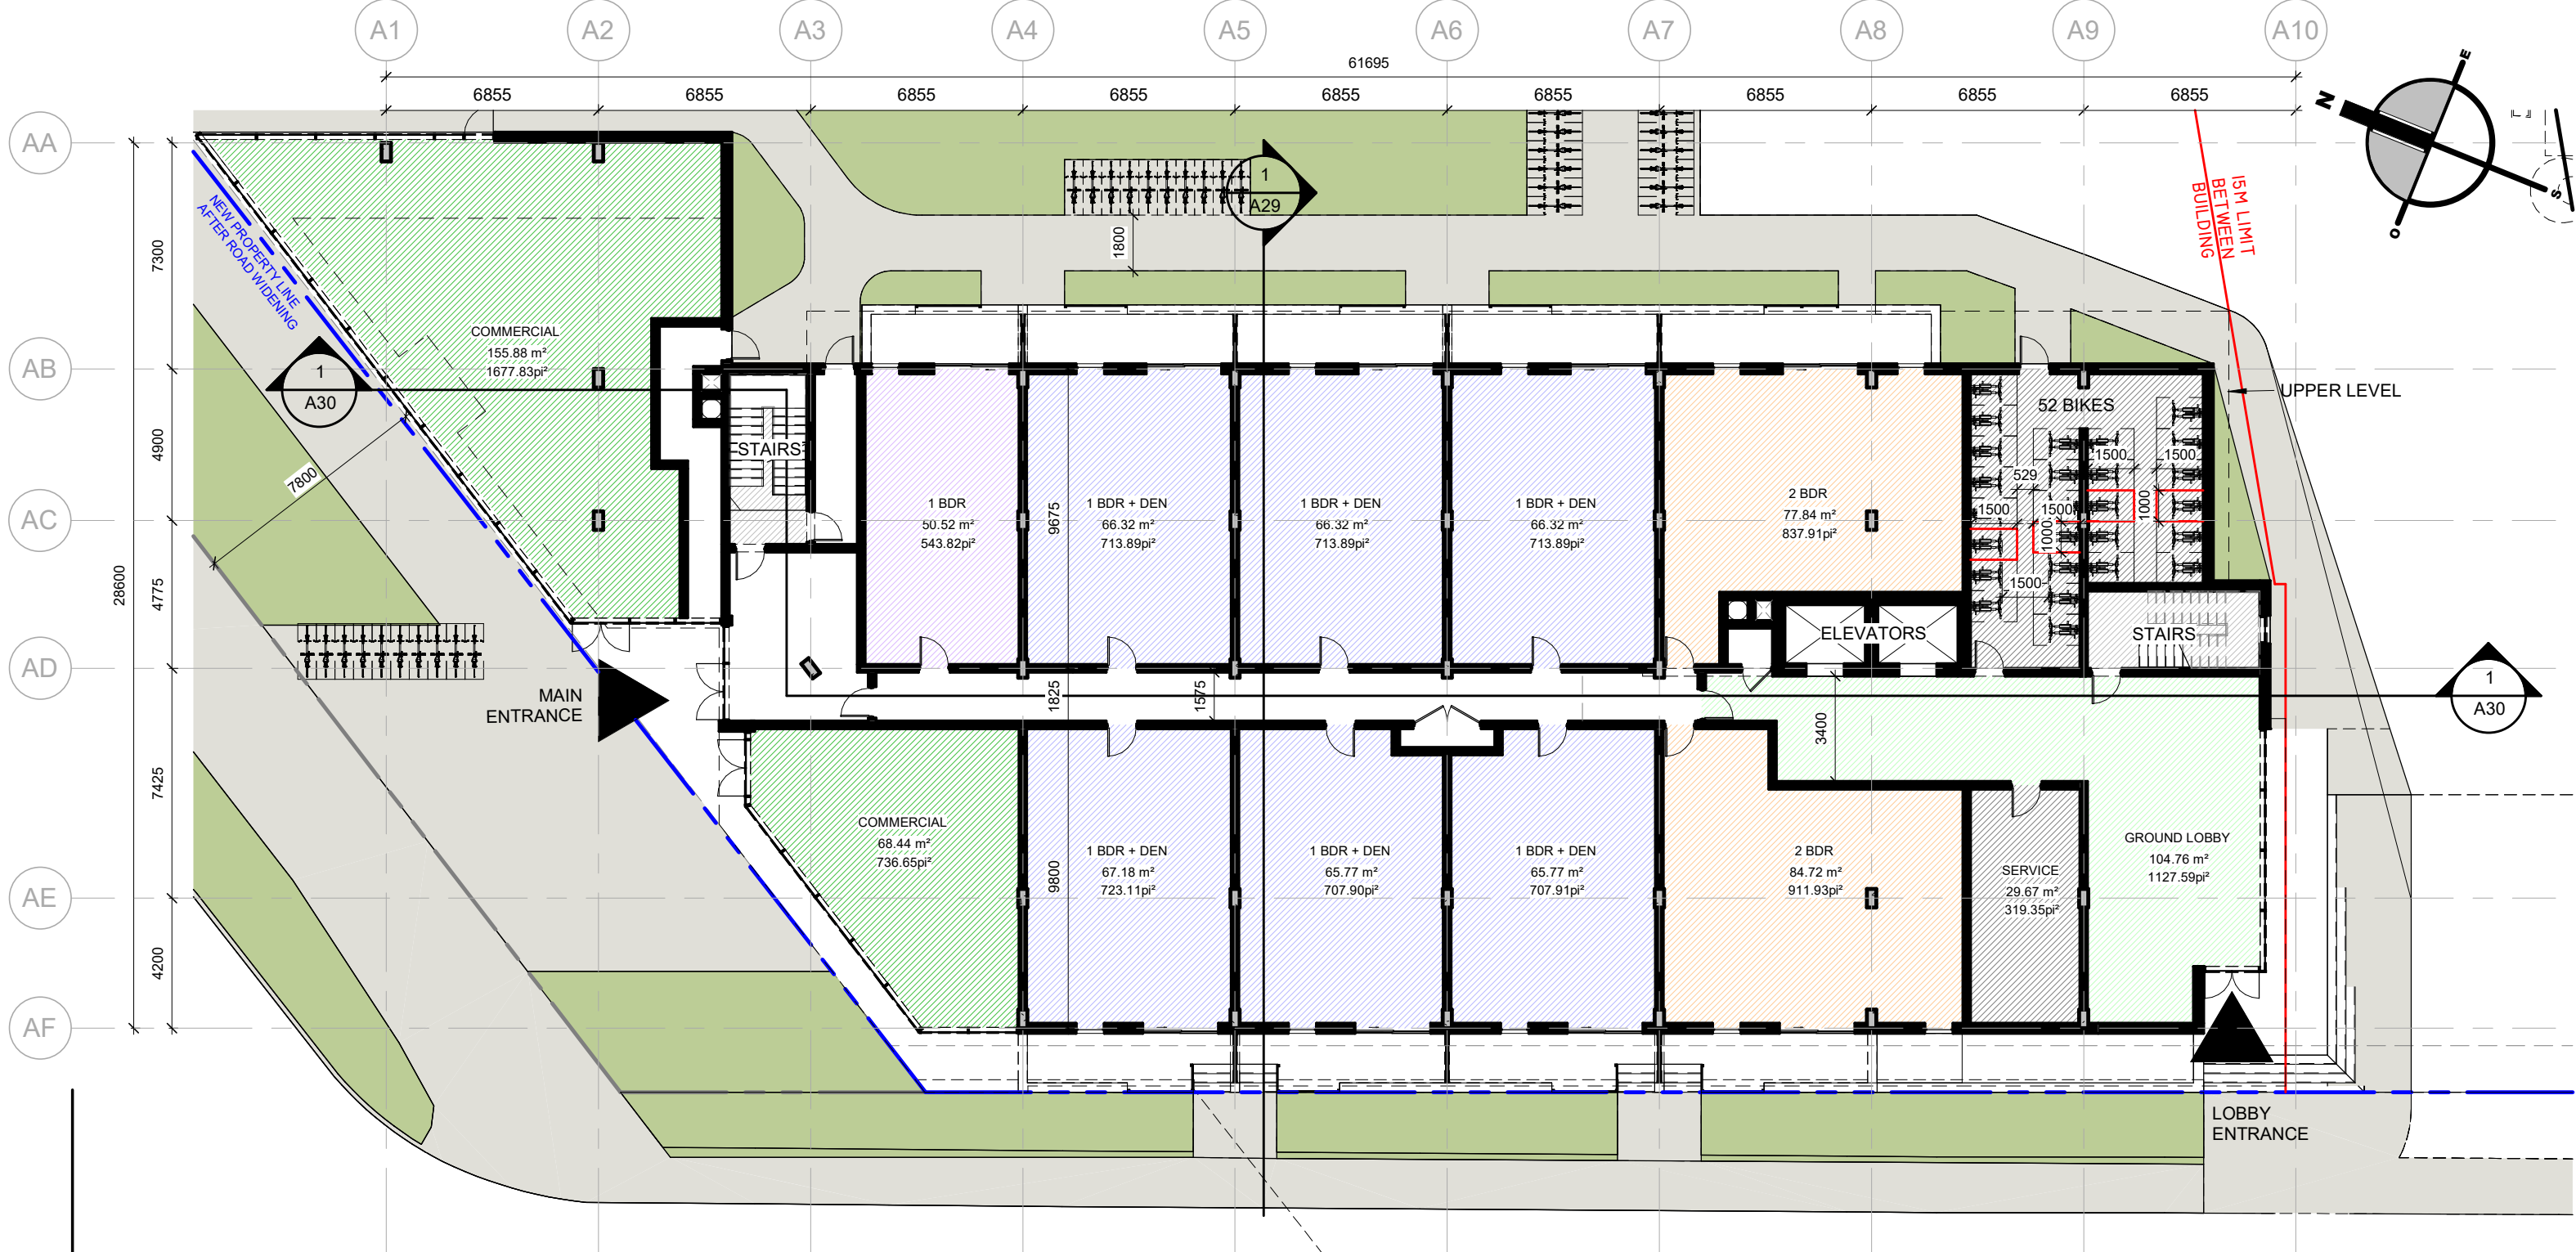 A1 A2 A3 A4 A5 A6 A7 A8 A9 A10
61695
6855 6855 6855 6855 6855 6855 6855 6855 6855
AA
AB
AC
AD
AE
AF
28600
7300
4900
4775
7425
4200
N
E
S
O
15M LIMIT
BETWEEN
BUILDING
NEW PROPERTY LINE
AFTER ROAD WIDENING
1
A29
1800
COMMERCIAL
155.88 m²
1677.83pi²
1
A30
7800
STAIRS
1 BDR
50.52 m²
543.82pi²
9675
1 BDR + DEN
66.32 m²
713.89pi²
1 BDR + DEN
66.32 m²
713.89pi²
1 BDR + DEN
66.32 m²
713.89pi²
2 BDR
77.84 m²
837.91pi²
52 BIKES
1500
1500
529
1500
1500
1000
1000
1500
UPPER LEVEL
ELEVATORS
STAIRS
MAIN
ENTRANCE
1825
1575
3400
1
A30
COMMERCIAL
68.44 m²
736.65pi²
9800
1 BDR + DEN
67.18 m²
723.11pi²
1 BDR + DEN
65.77 m²
707.90pi²
1 BDR + DEN
65.77 m²
707.91pi²
2 BDR
84.72 m²
911.93pi²
SERVICE
29.67 m²
319.35pi²
GROUND LOBBY
104.76 m²
1127.59pi²
LOBBY
ENTRANCE